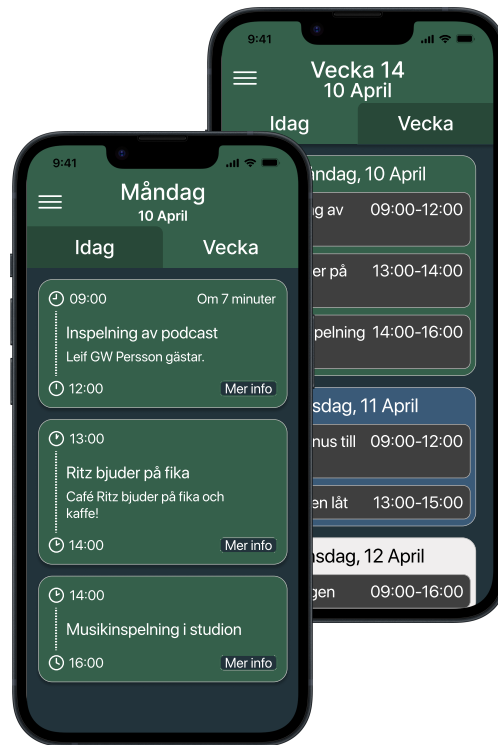 9:41
Måndag
10 April
Idag Vecka
09:00 Om 7 minuter
Inspelning av podcast
Leif GW Persson gästar.
12:00 Mer info
13:00
Ritz bjuder på fika
Café Ritz bjuder på fika och
kaffe!
14:00 Mer info
14:00
Musikinspelning i studion
16:00 Mer info
9:41
Vecka 14
10 April
Idag Vecka
ndag, 10 April
g av 09:00-12:00
er på 13:00-14:00
pelning 14:00-16:00
sdag, 11 April
nus till 09:00-12:00
en låt 13:00-15:00
sdag, 12 April
gen 09:00-16:00